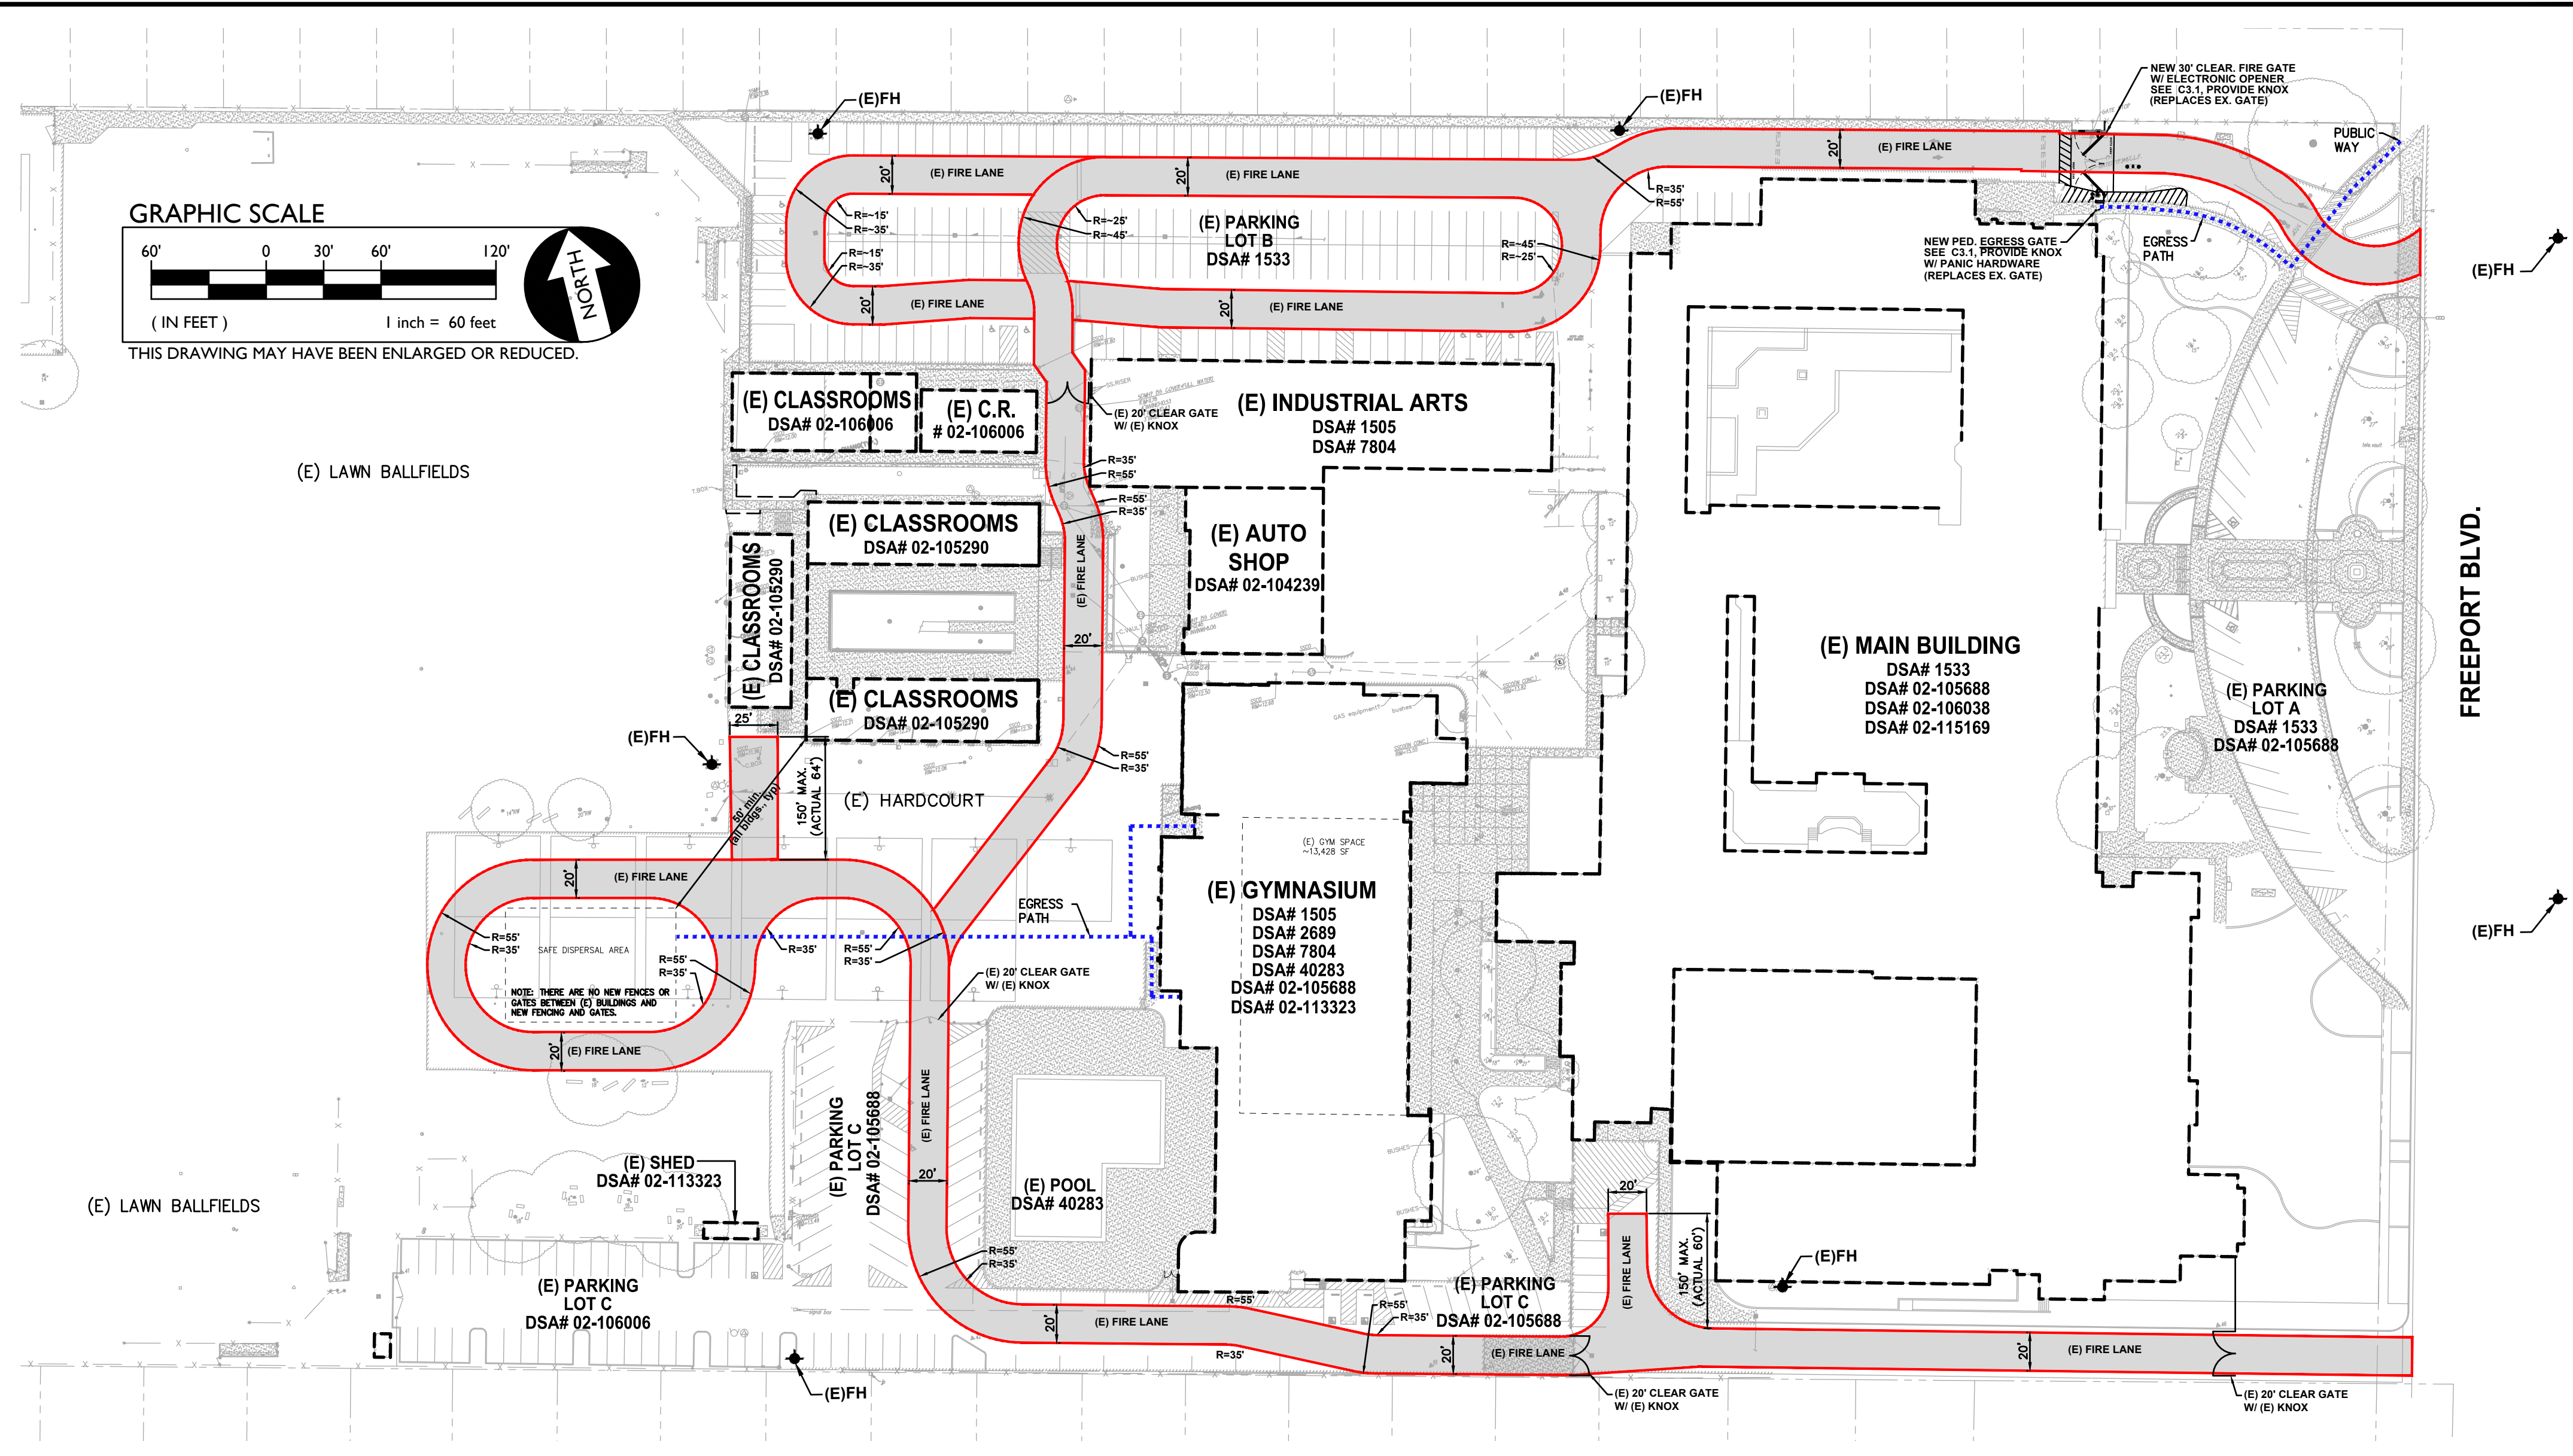 (E)FH
(E)FH
NEW 30' CLEAR. FIRE GATE
W/ ELECTRONIC OPENER
SEE C3.1, PROVIDE KNOX
(REPLACES EX. GATE)
PUBLIC
WAY
GRAPHIC SCALE
60' 0 30' 60' 120'
( IN FEET ) 1 inch = 60 feet
NORTH
THIS DRAWING MAY HAVE BEEN ENLARGED OR REDUCED.
20'
(E) FIRE LANE
20'
(E) FIRE LANE
20'
(E) FIRE LANE
R=35'
R=55'
R=~15'
R=~35'
R=~25'
R=~45'
(E) PARKING
LOT B
DSA# 1533
R=~45'
R=~25'
R=~15'
R=~35'
20'
(E) FIRE LANE
20'
(E) FIRE LANE
NEW PED. EGRESS GATE
SEE C3.1, PROVIDE KNOX
W/ PANIC HARDWARE
(REPLACES EX. GATE)
EGRESS
PATH
(E)FH
(E) CLASSROOMS
DSA# 02-106006
(E) C.R.
# 02-106006
(E) 20' CLEAR GATE
W/ (E) KNOX
(E) INDUSTRIAL ARTS
DSA# 1505
DSA# 7804
(E) LAWN BALLFIELDS
R=35'
R=55'
R=55'
R=35'
(E) CLASSROOMS
DSA# 02-105290
(E) CLASSROOMS
DSA# 02-105290
(E) FIRE LANE
20'
(E) AUTO
SHOP
DSA# 02-104239
FREEPORT BLVD.
(E) MAIN BUILDING
DSA# 1533
DSA# 02-105688
DSA# 02-106038
DSA# 02-115169
(E) PARKING
LOT A
DSA# 1533
DSA# 02-105688
(E) CLASSROOMS
DSA# 02-105290
25'
(E)FH
R=55'
R=35'
50' min.
(all bldgs., typ)
150' MAX.
(ACTUAL 64')
(E) HARDCOURT
GAS equipment?
bushes
(E) GYM SPACE
~13,428 SF
20'
(E) FIRE LANE
(E) GYMNASIUM
DSA# 1505
DSA# 2689
DSA# 7804
DSA# 40283
DSA# 02-105688
DSA# 02-113323
EGRESS
PATH
(E)FH
R=55'
R=35'
SAFE DISPERSAL AREA
R=55'
R=35'
R=35'
R=55'
R=35'
(E) 20' CLEAR GATE
W/ (E) KNOX
NOTE: THERE ARE NO NEW FENCES OR
GATES BETWEEN (E) BUILDINGS AND
NEW FENCING AND GATES.
20'
(E) FIRE LANE
(E) PARKING
LOT C
DSA# 02-105688
(E) FIRE LANE
20'
BUSHES
(E) SHED
DSA# 02-113323
(E) POOL
DSA# 40283
BUSHES
(E) LAWN BALLFIELDS
R=55'
R=35'
20'
(E) FIRE LANE
150' MAX.
(ACTUAL 60')
(E)FH
(E) PARKING
LOT C
DSA# 02-106006
(E) PARKING
LOT C
DSA# 02-105688
R=55'
R=55'
R=35'
20'
(E) FIRE LANE
R=35'
20'
(E) FIRE LANE
20'
(E) FIRE LANE
(E)FH
(E) 20' CLEAR GATE
W/ (E) KNOX
(E) 20' CLEAR GATE
W/ (E) KNOX